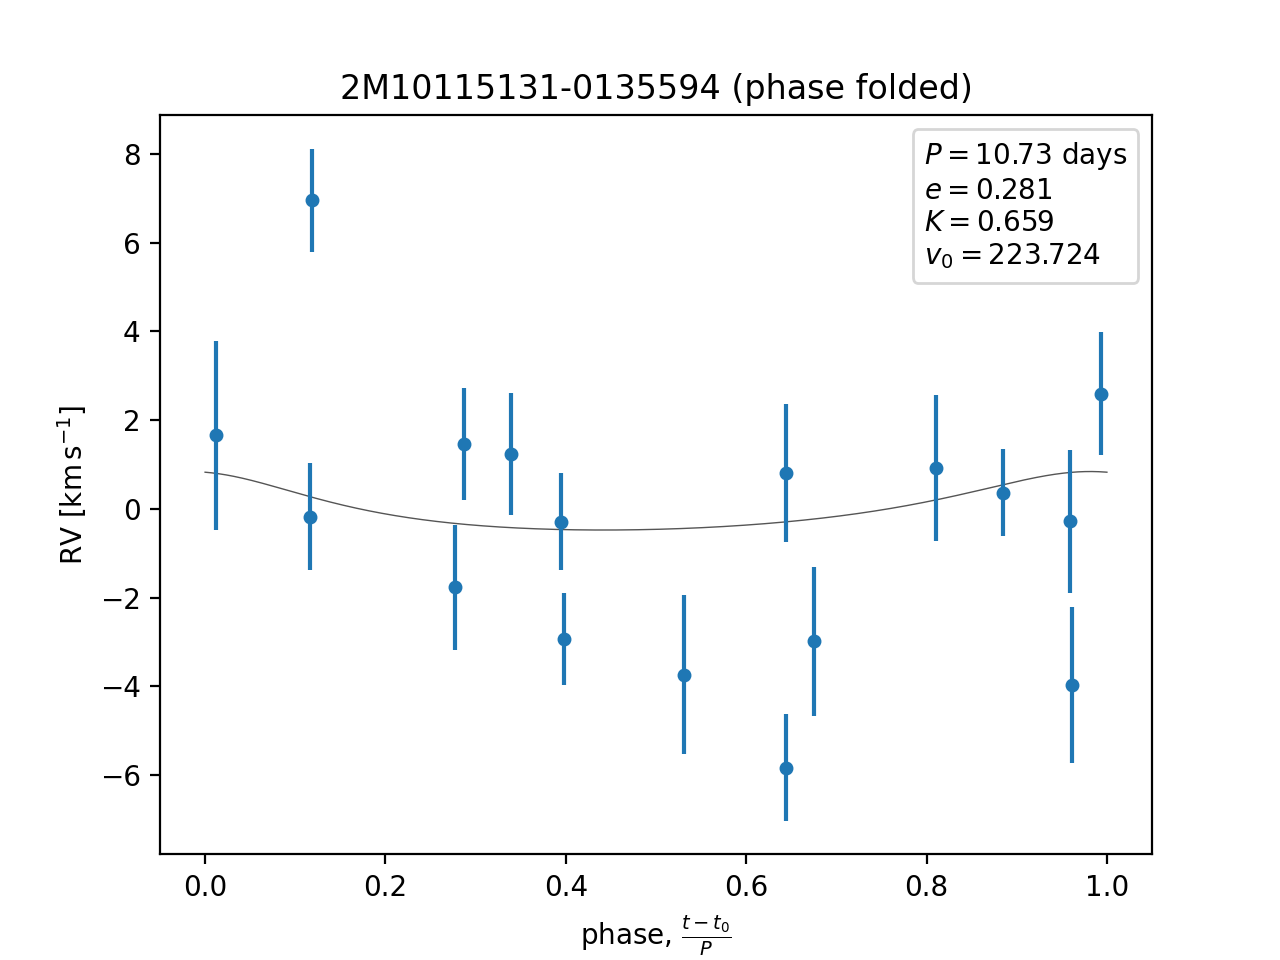 2M10115131-0135594 (phase folded)
P = 10.73 days
e = 0.281
K = 0.659
v₀ = 223.724
8
6
4
2
0
−2
−4
−6
RV [km s⁻¹]
0.0 0.2 0.4 0.6 0.8 1.0
phase, (t − t₀)/P